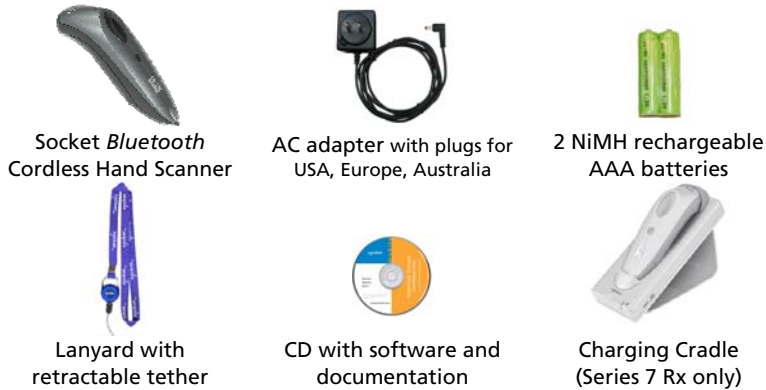 Socket Bluetooth
Cordless Hand Scanner
AC adapter with plugs for
USA, Europe, Australia
2 NiMH rechargeable
AAA batteries
Lanyard with
retractable tether
CD with software and
documentation
Charging Cradle
(Series 7 Rx only)